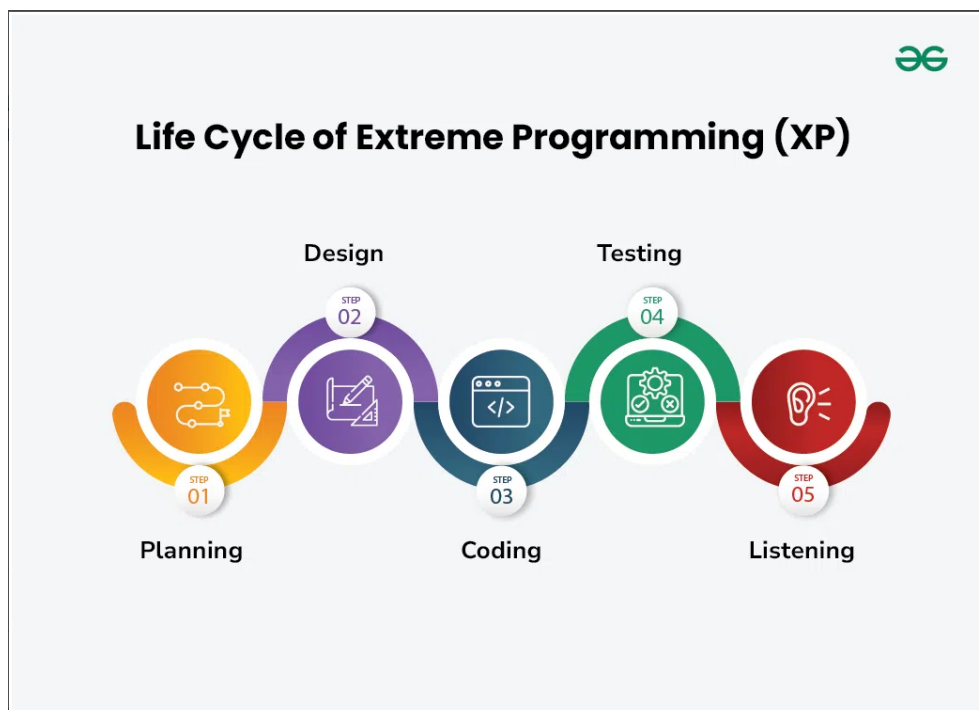 Life Cycle of Extreme Programming (XP)
Design
Testing
STEP
02
STEP
04
</>
STEP
01
STEP
03
STEP
05
Planning
Coding
Listening